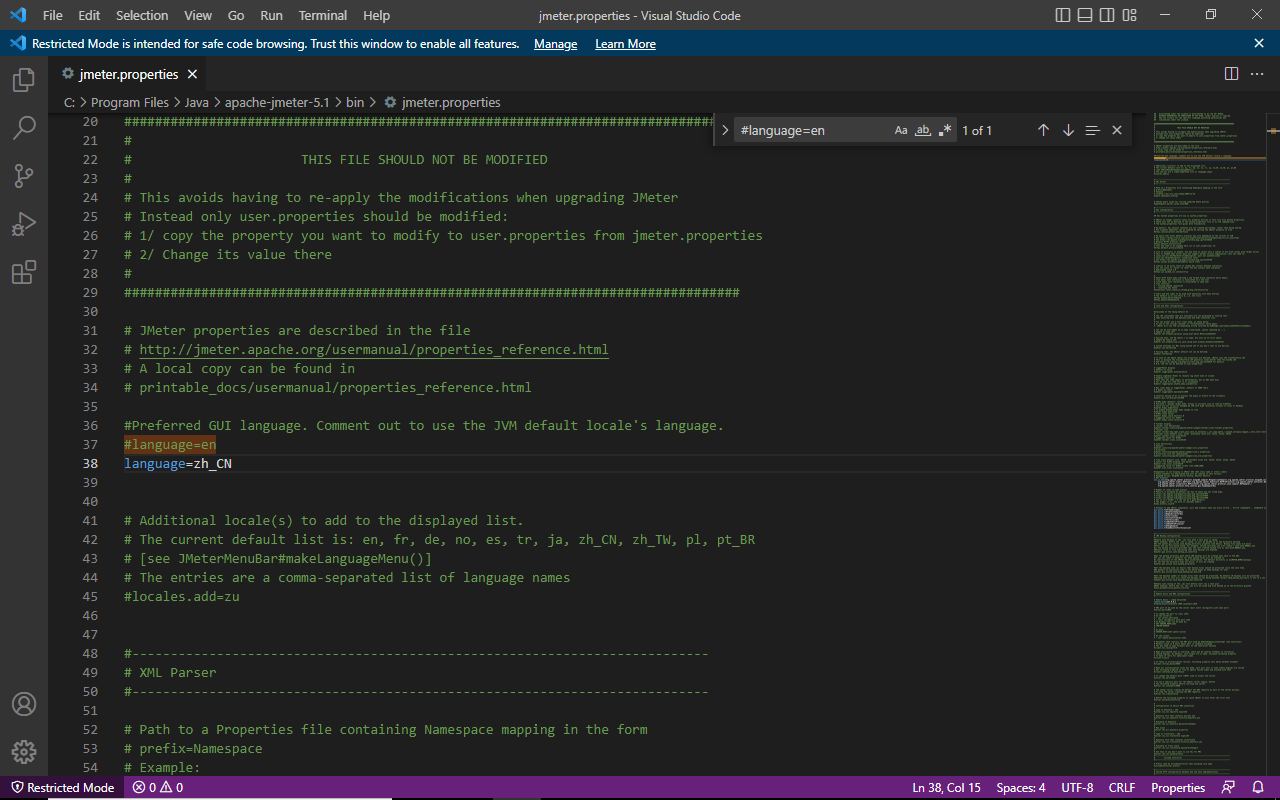 File Edit Selection View Go Run Terminal Help jmeter.properties - Visual Studio Code
Restricted Mode is intended for safe code browsing. Trust this window to enable all features. Manage Learn More
jmeter.properties
C: > Program Files > Java > apache-jmeter-5.1 > bin > jmeter.properties
#language=en Aa ab 1 of 1
20 ################################################################################
21 #
22 # THIS FILE SHOULD NOT BE MODIFIED
23 #
24 # This avoids having to re-apply the modifications when upgrading JMeter
25 # Instead only user.properties should be modified:
26 # 1/ copy the property you want to modify to user.properties from jmeter.properties
27 # 2/ Change its value there
28 #
29 ################################################################################
30
31 # JMeter properties are described in the file
32 # http://jmeter.apache.org/usermanual/properties_reference.html
33 # A local copy can be found in
34 # printable_docs/usermanual/properties_reference.html
35
36 #Preferred GUI language. Comment out to use the JVM default locale's language.
37 #language=en
38 language=zh_CN
39
40
41 # Additional locale(s) to add to the displayed list.
42 # The current default list is: en, fr, de, no, es, tr, ja, zh_CN, zh_TW, pl, pt_BR
43 # [see JMeterMenuBar#makeLanguageMenu()]
44 # The entries are a comma-separated list of language names
45 #locales.add=zu
46
47
48 #---------------------------------------------------------------------------
49 # XML Parser
50 #---------------------------------------------------------------------------
51
52 # Path to a Properties file containing Namespace mapping in the form
53 # prefix=Namespace
54 # Example:
Restricted Mode 0 0 Ln 38, Col 15 Spaces: 4 UTF-8 CRLF Properties